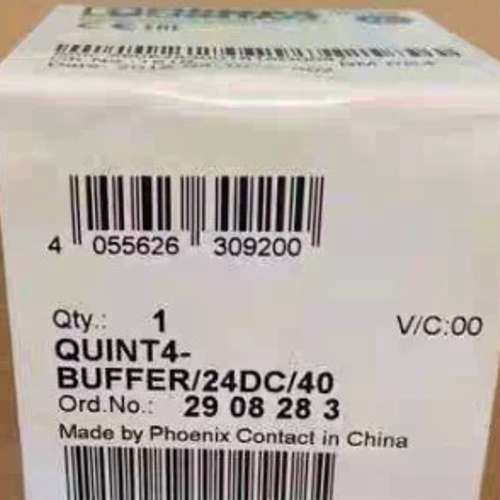 4 055626 309200
Qty.: 1 V/C:00
QUINT4-
BUFFER/24DC/40
Ord.No.: 29 08 28 3
Made by Phoenix Contact in China